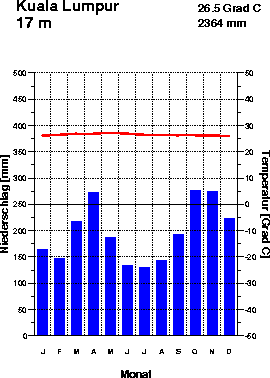 Kuala Lumpur
26.5 Grad C
17 m
2364 mm
500 50
450 40
400 30
350 20
300 10
250 0
200 -10
150 -20
100 -30
50 -40
0 -50
Niederschlag [mm]
Temperatur [Grad C]
J F M A M J J A S O N D
Monat